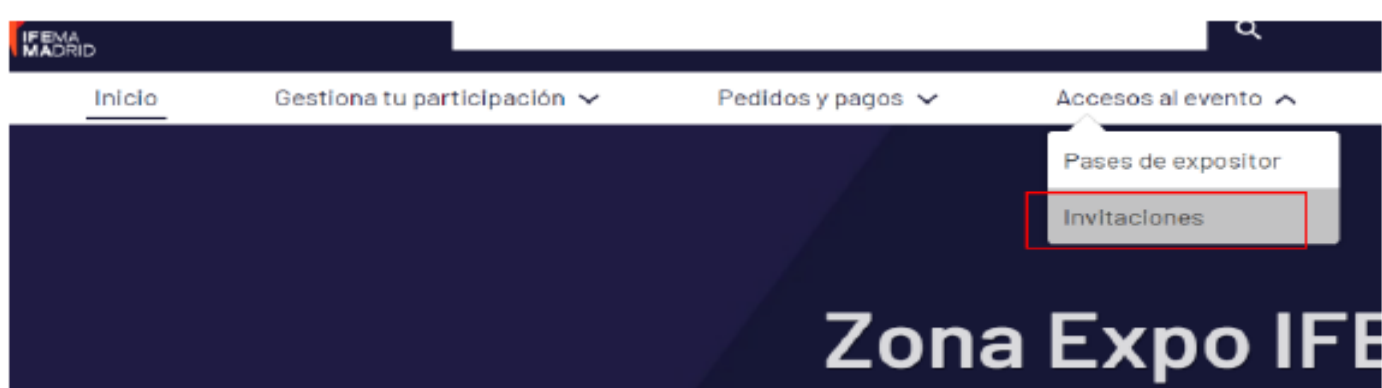 IFEMA
MADRID
Inicio
Gestiona tu participación
Pedidos y pagos
Accesos al evento
Pases de expositor
Invitaciones
Zona Expo IFE